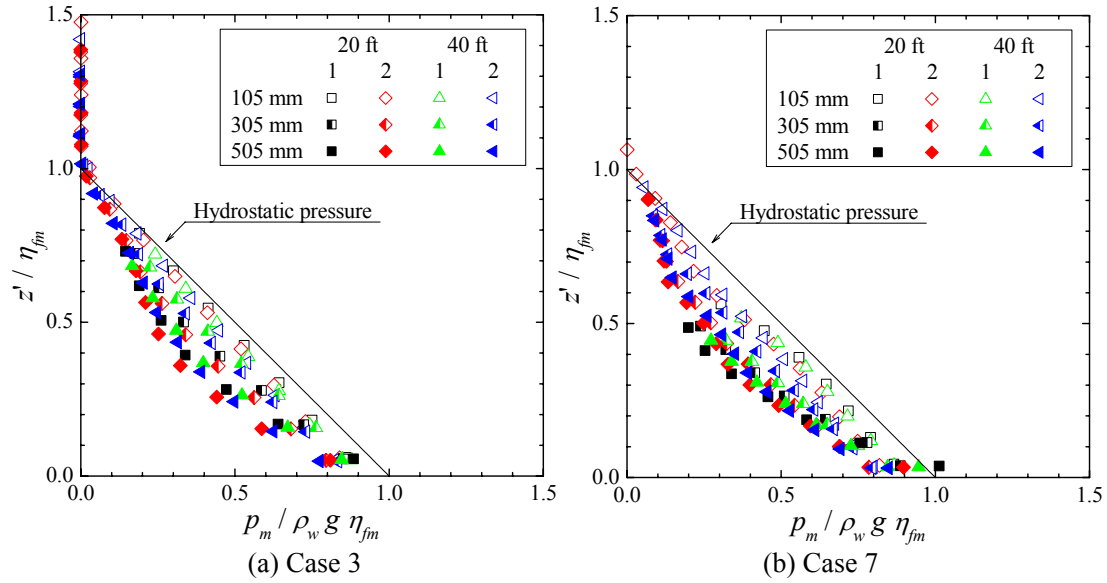 1.5
1.0
0.5
0.0
z' / η_fm
20 ft 40 ft
1 2 1 2
105 mm
305 mm
505 mm
Hydrostatic pressure
0.0 0.5 1.0 1.5
p_m / ρ_w g η_fm
(a) Case 3
1.5
1.0
0.5
0.0
z' / η_fm
20 ft 40 ft
1 2 1 2
105 mm
305 mm
505 mm
Hydrostatic pressure
0.0 0.5 1.0 1.5
p_m / ρ_w g η_fm
(b) Case 7